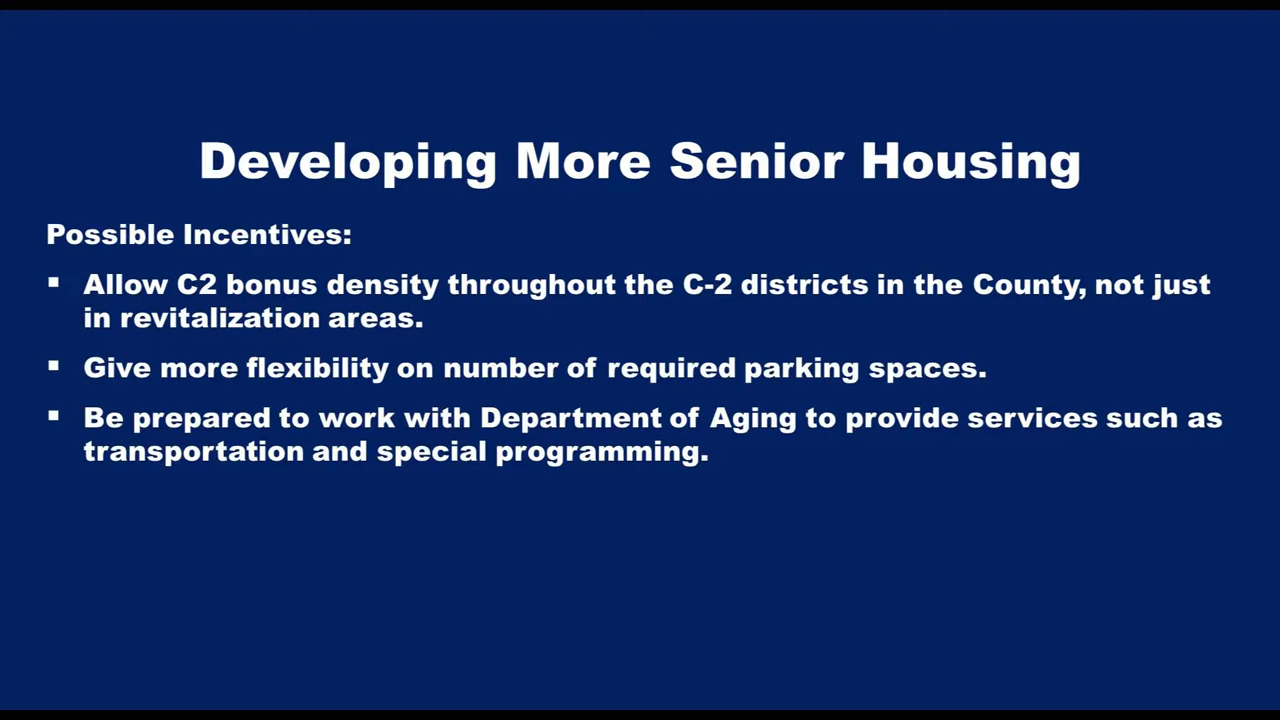 Developing More Senior Housing
Possible Incentives:
▪ Allow C2 bonus density throughout the C-2 districts in the County, not just
in revitalization areas.
▪ Give more flexibility on number of required parking spaces.
▪ Be prepared to work with Department of Aging to provide services such as
transportation and special programming.